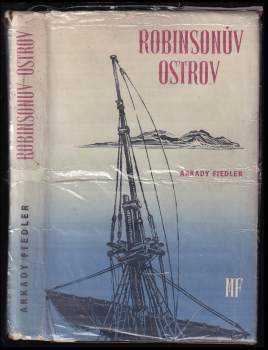 ROBINSONŮV OSTROV
ARKADY FIEDLER
ROBINSONŮV
OSTROV
ARKADY FIEDLER
MF